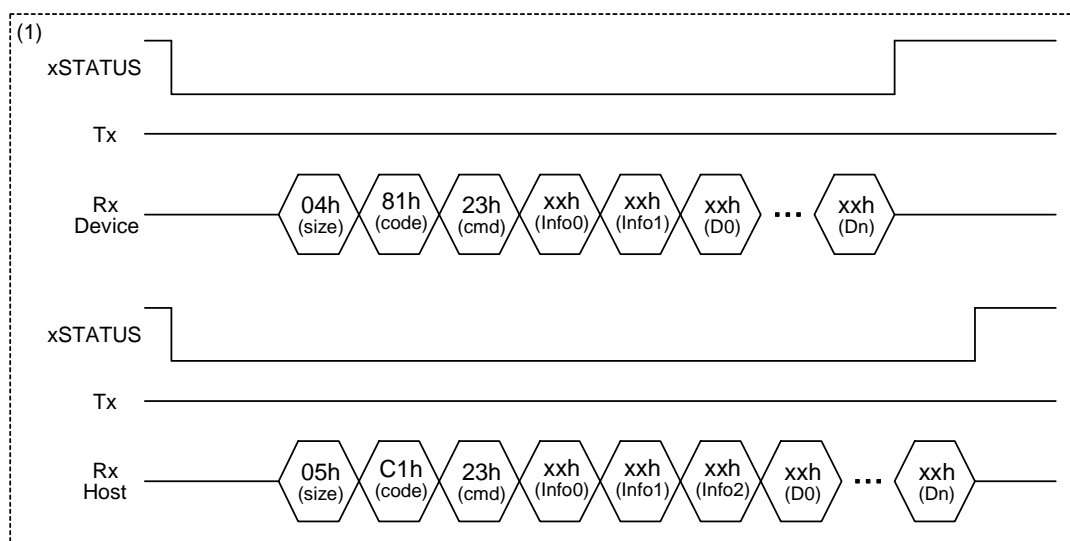 (1)
xSTATUS
Tx
Rx
Device
04h 81h 23h xxh xxh xxh ... xxh
(size) (code) (cmd) (Info0) (Info1) (D0) (Dn)
xSTATUS
Tx
Rx
Host
05h C1h 23h xxh xxh xxh xxh ... xxh
(size) (code) (cmd) (Info0) (Info1) (Info2) (D0) (Dn)